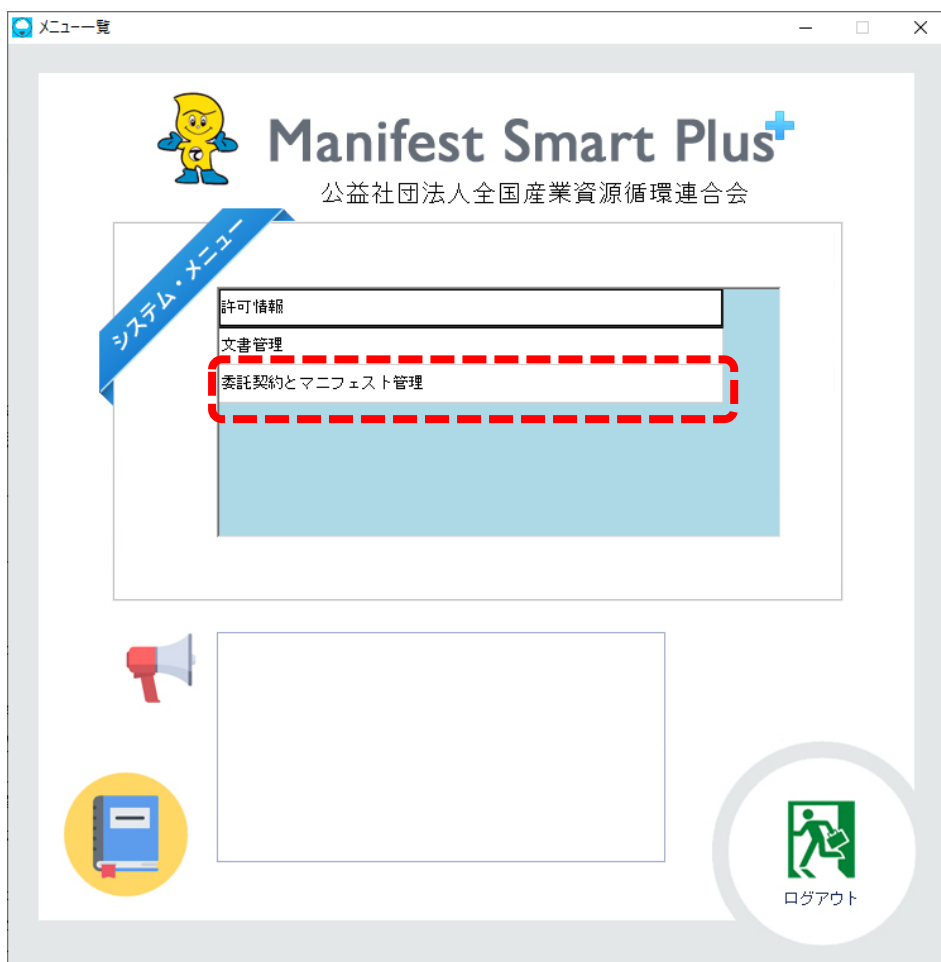 メニュー一覧
Manifest Smart Plus
公益社団法人全国産業資源循環連合会
システム・メニュー
許可情報
文書管理
委託契約とマニフェスト管理
ログアウト